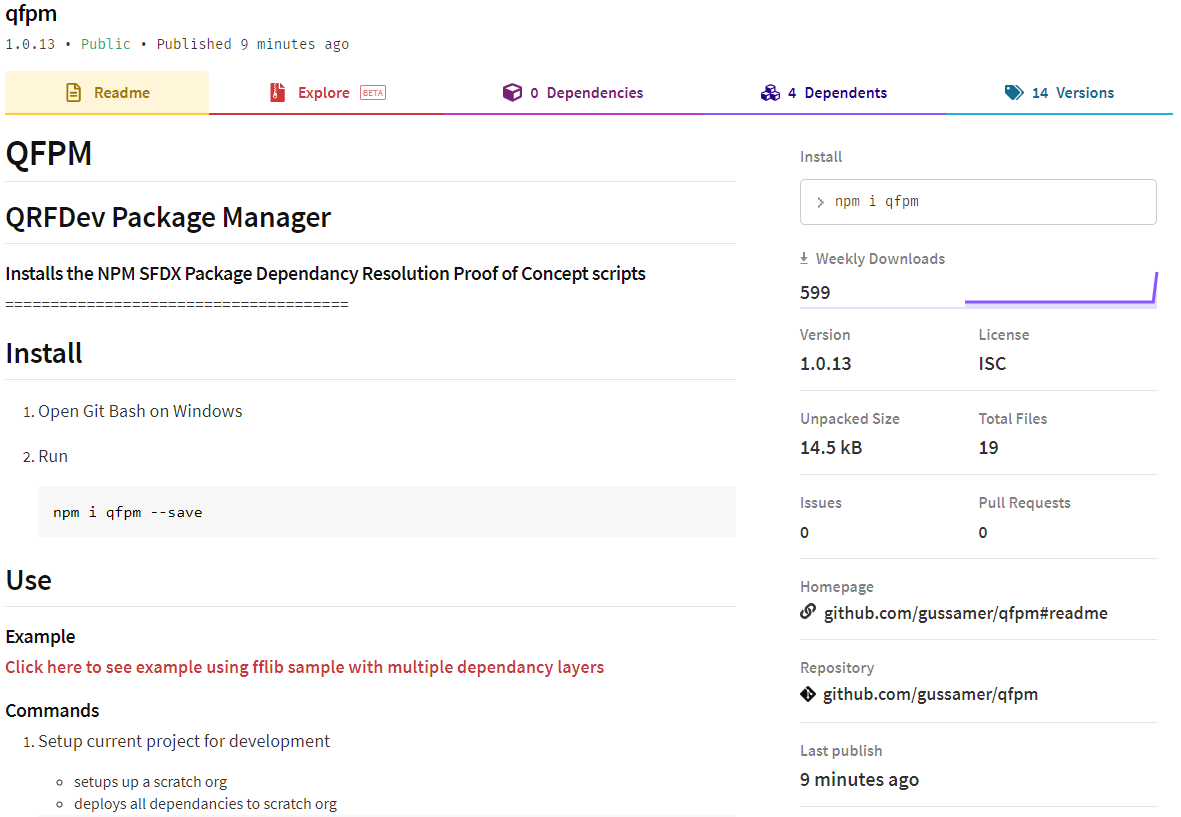 qfpm
1.0.13 • Public • Published 9 minutes ago
Readme
Explore BETA
0 Dependencies
4 Dependents
14 Versions
QFPM
QRFDev Package Manager
Installs the NPM SFDX Package Dependancy Resolution Proof of Concept scripts
======================================
Install
1. Open Git Bash on Windows
2. Run
npm i qfpm --save
Use
Example
Click here to see example using fflib sample with multiple dependancy layers
Commands
1. Setup current project for development
setups up a scratch org
deploys all dependancies to scratch org
Install
npm i qfpm
Weekly Downloads
599
Version
License
1.0.13
ISC
Unpacked Size
Total Files
14.5 kB
19
Issues
Pull Requests
0
0
Homepage
github.com/gussamer/qfpm#readme
Repository
github.com/gussamer/qfpm
Last publish
9 minutes ago